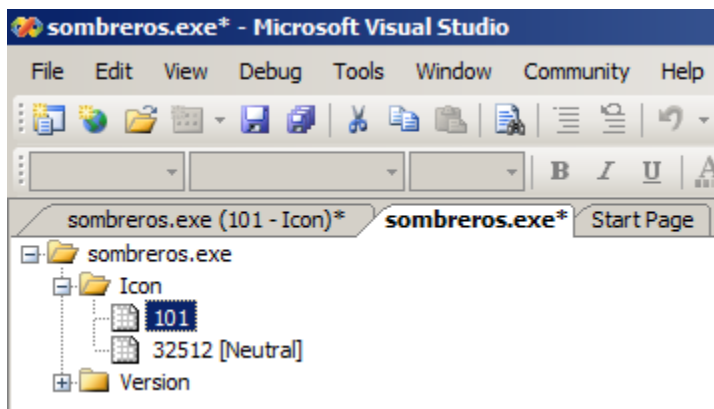 sombreros.exe* - Microsoft Visual Studio
File Edit View Debug Tools Window Community Help
B I U A
sombreros.exe (101 - Icon)* sombreros.exe* Start Page
sombreros.exe
Icon
101
32512 [Neutral]
Version